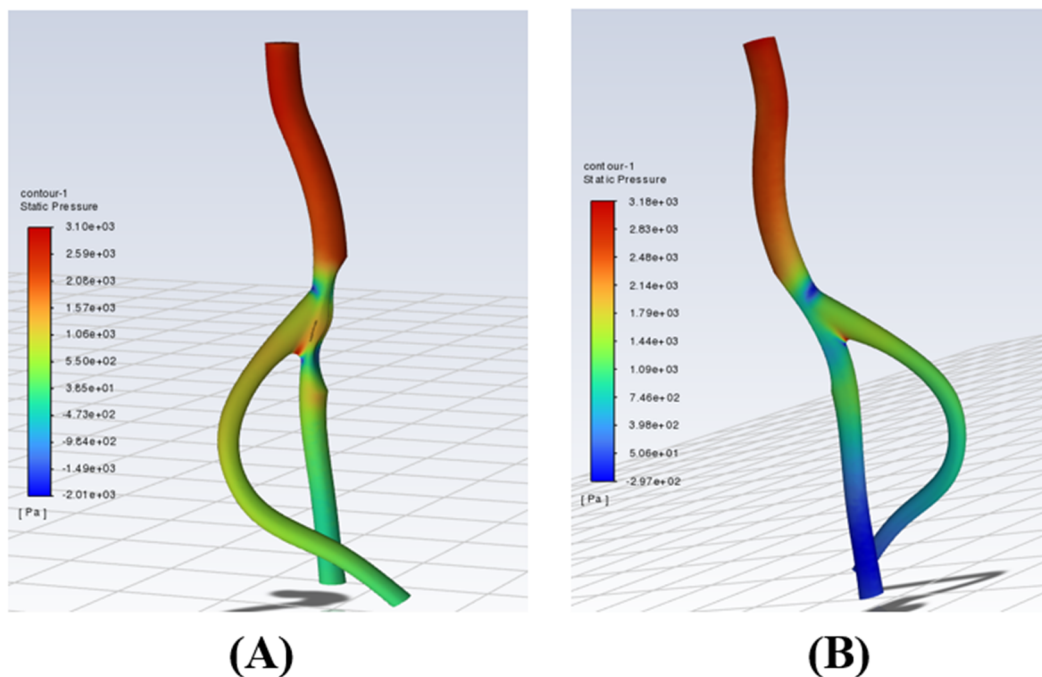 contour-1
Static Pressure
3.10e+03
2.59e+03
2.08e+03
1.57e+03
1.06e+03
5.50e+02
3.65e+01
-4.73e+02
-9.84e+02
-1.49e+03
-2.01e+03
[ Pa ]
(A)
contour-1
Static Pressure
3.18e+03
2.83e+03
2.48e+03
2.14e+03
1.79e+03
1.44e+03
1.09e+03
7.46e+02
3.98e+02
5.06e+01
-2.97e+02
[ Pa ]
(B)